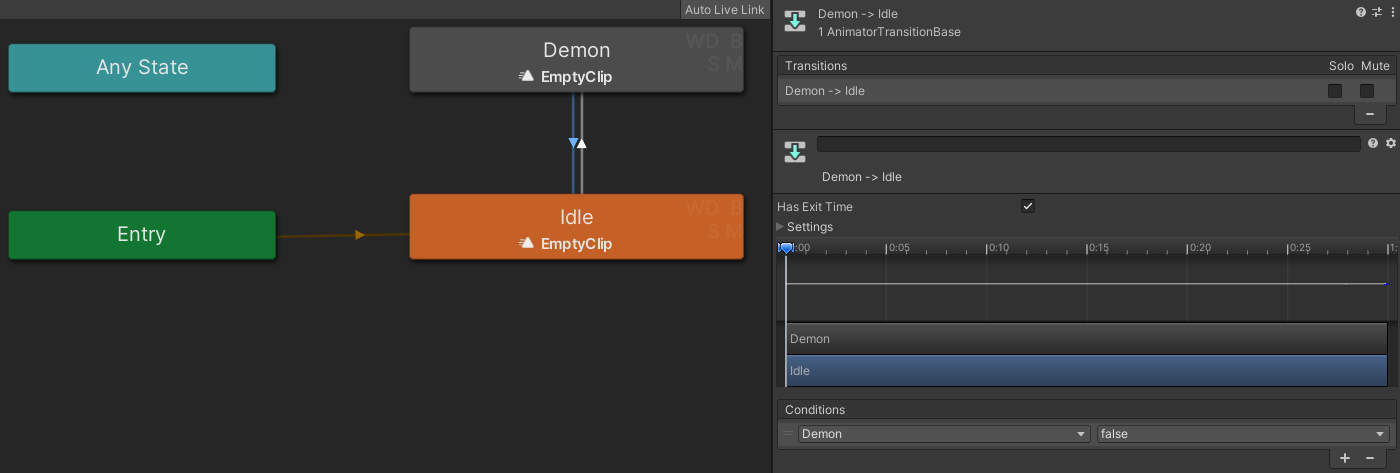 Auto Live Link
Any State
Demon
WD B
S M
EmptyClip
Entry
Idle
WD B
S M
EmptyClip
Demon -> Idle
1 AnimatorTransitionBase
Transitions
Solo Mute
Demon -> Idle
Demon -> Idle
Has Exit Time
Settings
:00 0:05 0:10 0:15 0:20 0:25 1:
Demon
Idle
Conditions
Demon false